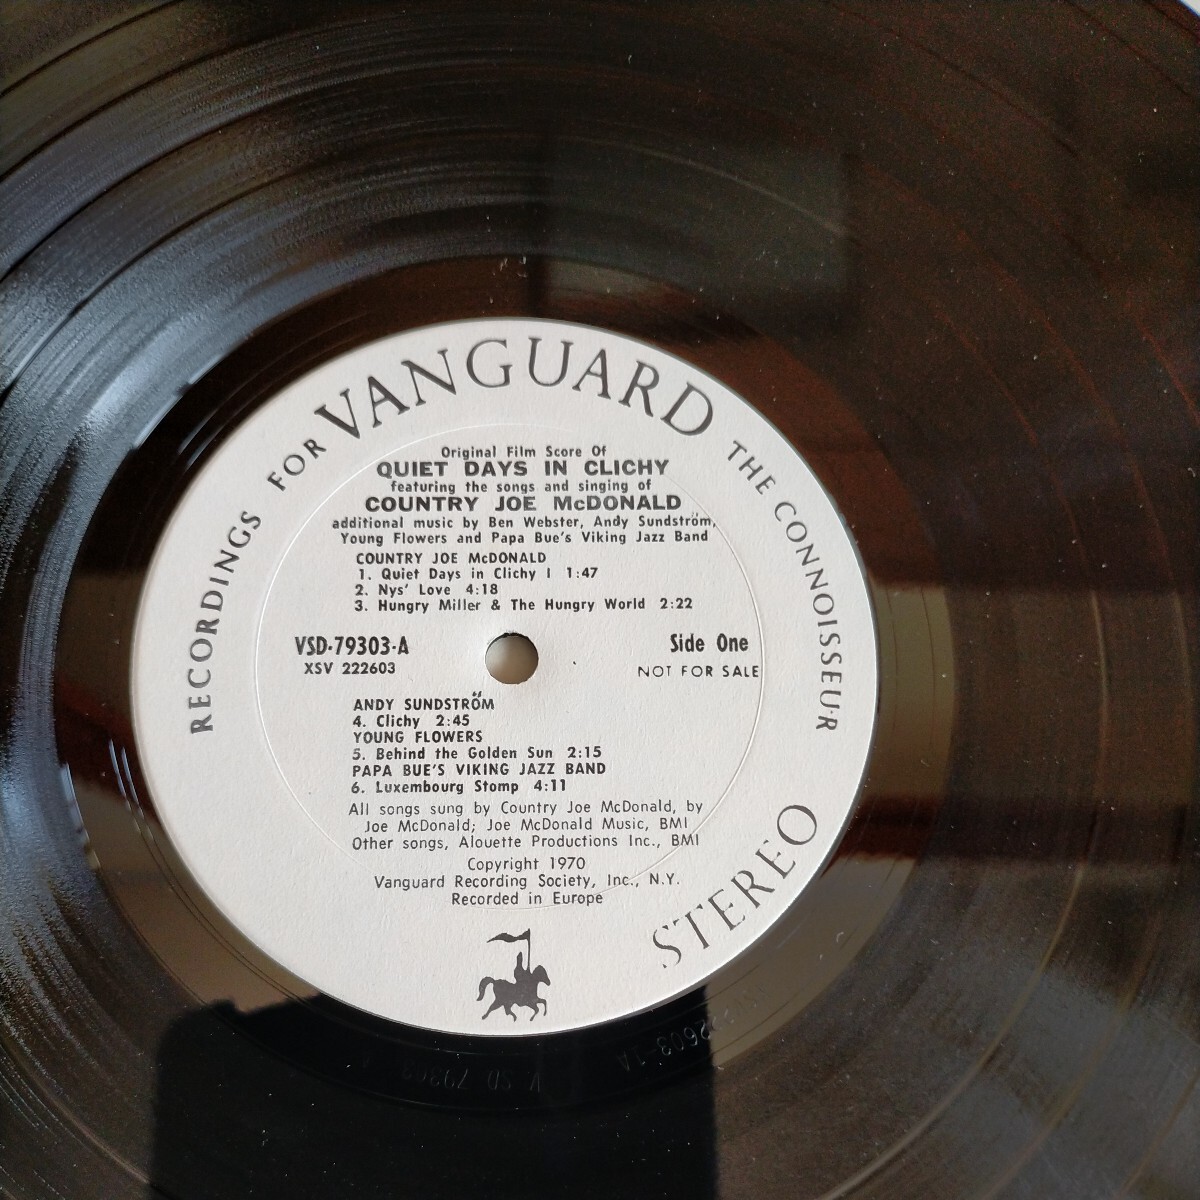 RECORDINGS FOR VANGUARD THE CONNOISSEUR
Original Film Score Of
QUIET DAYS IN CLICHY
featuring the songs and singing of
COUNTRY JOE McDONALD
additional music by Ben Webster, Andy Sundström,
Young Flowers and Papa Bue's Viking Jazz Band
COUNTRY JOE McDONALD
1. Quiet Days in Clichy I 1:47
2. Nys' Love 4:18
3. Hungry Miller & The Hungry World 2:22
VSD-79303-A
XSV 222603
Side One
NOT FOR SALE
ANDY SUNDSTRÖM
4. Clichy 2:45
YOUNG FLOWERS
5. Behind the Golden Sun 2:15
PAPA BUE'S VIKING JAZZ BAND
6. Luxembourg Stomp 4:11
All songs sung by Country Joe McDonald, by
Joe McDonald; Joe McDonald Music, BMI
Other songs, Alouette Productions Inc., BMI
Copyright 1970
Vanguard Recording Society, Inc., N.Y.
Recorded in Europe
STEREO
V SD 79303 A